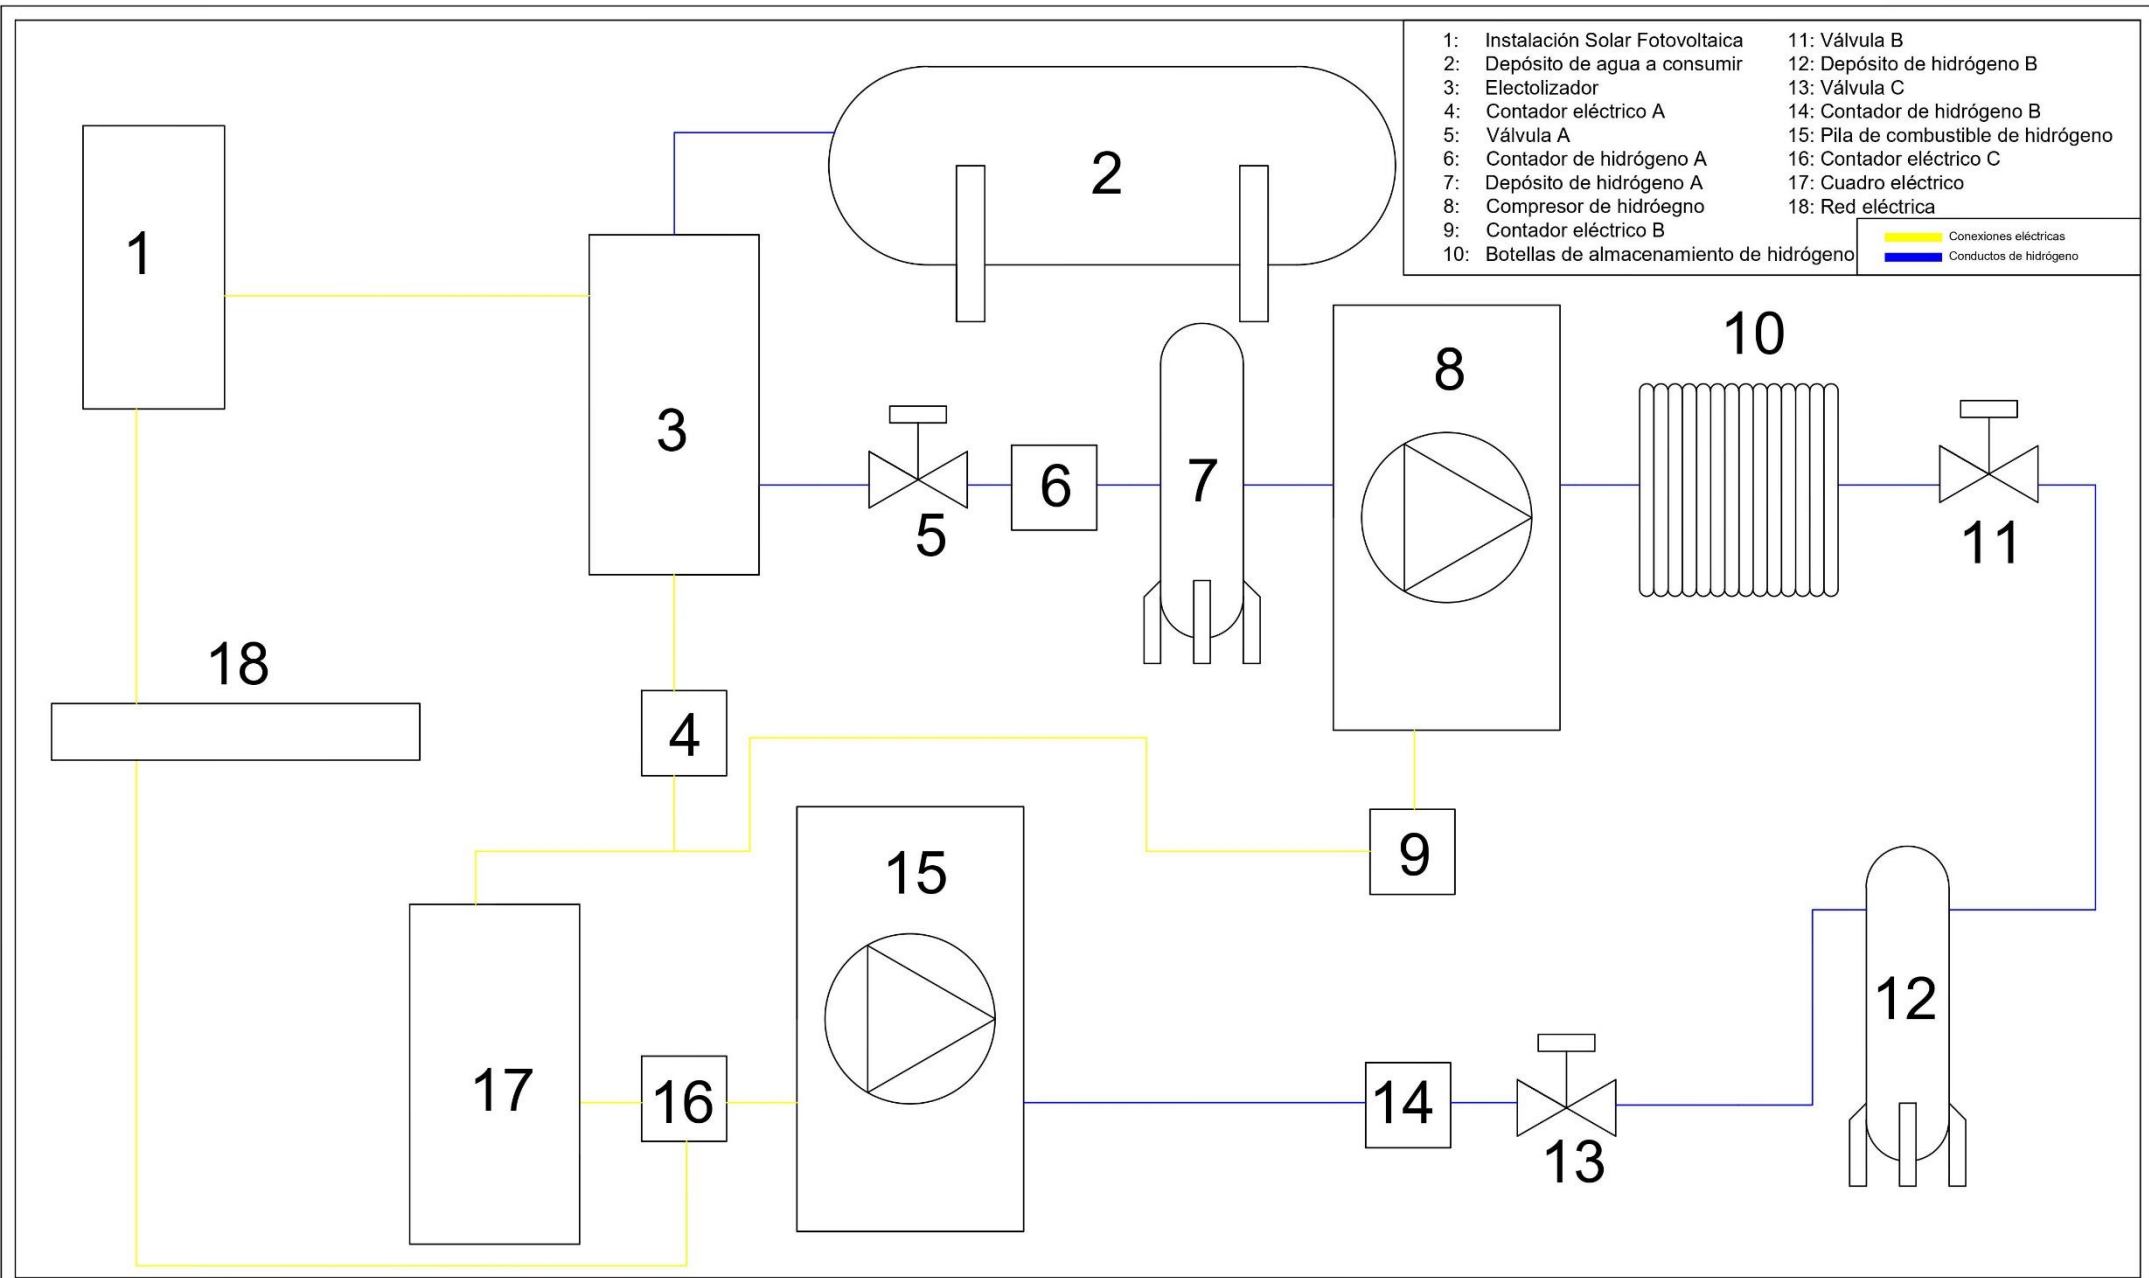 1: Instalación Solar Fotovoltaica
2: Depósito de agua a consumir
3: Electolizador
4: Contador eléctrico A
5: Válvula A
6: Contador de hidrógeno A
7: Depósito de hidrógeno A
8: Compresor de hidróegno
9: Contador eléctrico B
10: Botellas de almacenamiento de hidrógeno
11: Válvula B
12: Depósito de hidrógeno B
13: Válvula C
14: Contador de hidrógeno B
15: Pila de combustible de hidrógeno
16: Contador eléctrico C
17: Cuadro eléctrico
18: Red eléctrica
Conexiones eléctricas
Conductos de hidrógeno
1
2
3
4
5
6
7
8
9
10
11
12
13
14
15
16
17
18